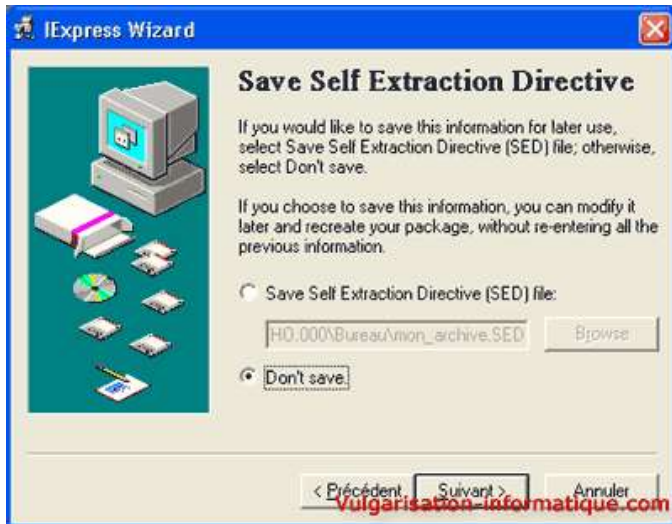 IExpress Wizard
Save Self Extraction Directive
If you would like to save this information for later use,
select Save Self Extraction Directive (SED) file; otherwise,
select Don't save.
If you choose to save this information, you can modify it
later and recreate your package, without re-entering all the
previous information.
Save Self Extraction Directive (SED) file:
HO.000\Bureau\mon_archive.SED
Browse
Don't save.
< Précédent
Suivant >
Annuler
Vulgarisation-informatique.com